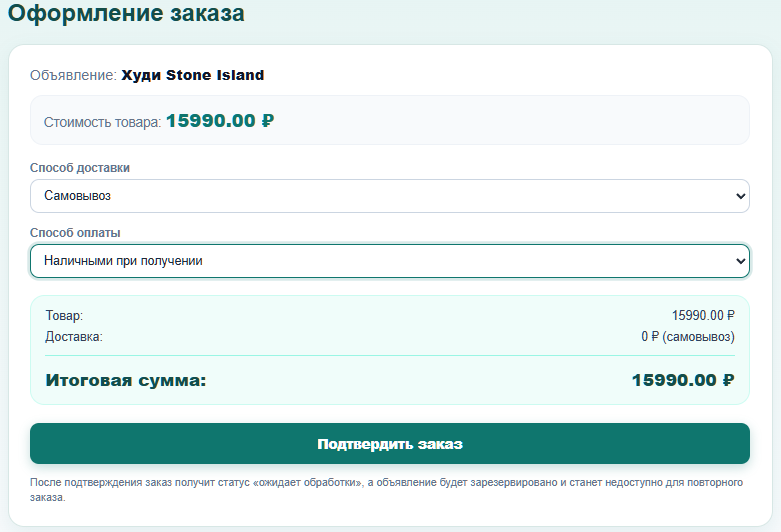 Оформление заказа
Объявление: Худи Stone Island
Стоимость товара: 15990.00 ₽
Способ доставки
Самовывоз
Способ оплаты
Наличными при получении
Товар: 15990.00 ₽
Доставка: 0 ₽ (самовывоз)
Итоговая сумма: 15990.00 ₽
Подтвердить заказ
После подтверждения заказ получит статус «ожидает обработки», а объявление будет зарезервировано и станет недоступно для повторного
заказа.